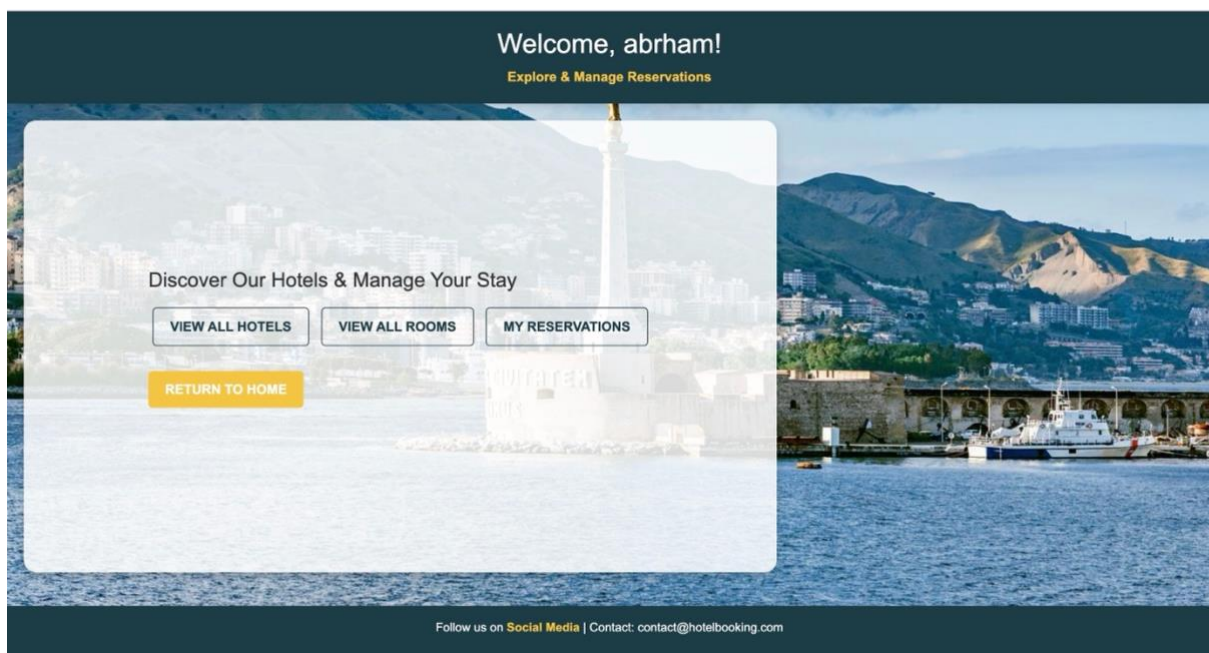 Welcome, abrham!
Explore & Manage Reservations
Discover Our Hotels & Manage Your Stay
VIEW ALL HOTELS VIEW ALL ROOMS MY RESERVATIONS
RETURN TO HOME
Follow us on Social Media | Contact: contact@hotelbooking.com